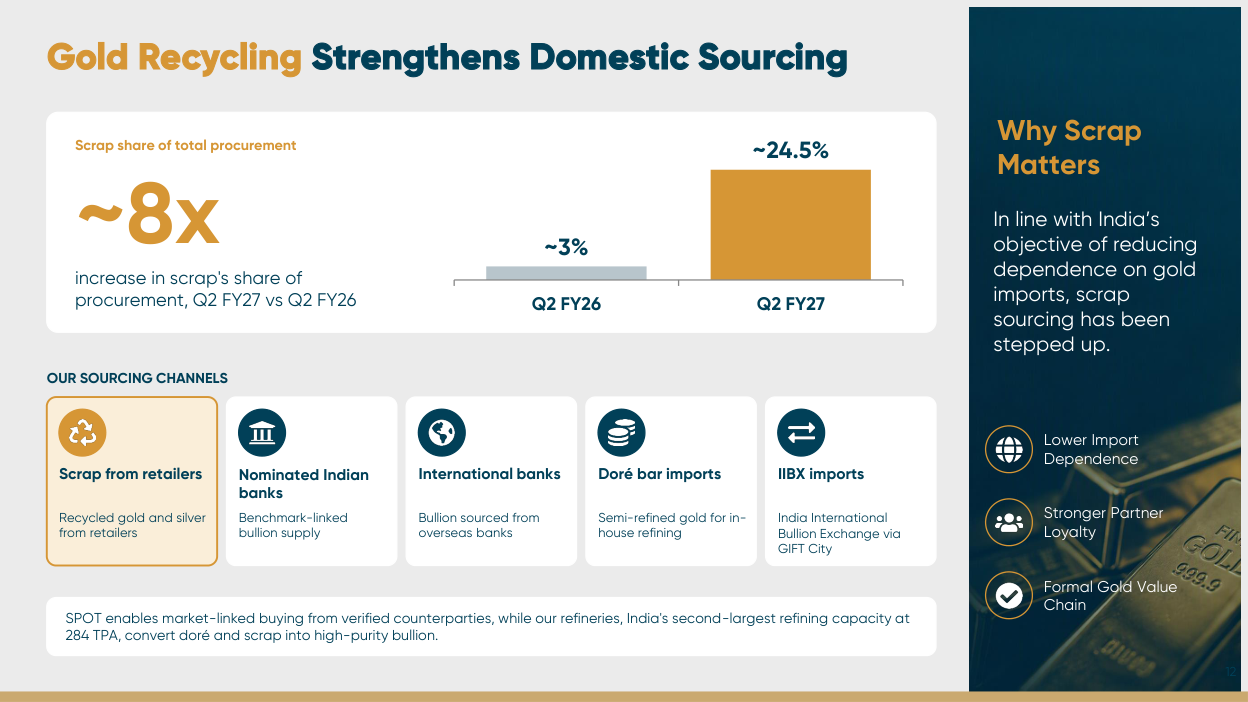 Gold Recycling Strengthens Domestic Sourcing
Scrap share of total procurement
~8x
increase in scrap's share of
procurement, Q2 FY27 vs Q2 FY26
~3%
~24.5%
Q2 FY26
Q2 FY27
OUR SOURCING CHANNELS
Scrap from retailers
Recycled gold and silver
from retailers
Nominated Indian
banks
Benchmark-linked
bullion supply
International banks
Bullion sourced from
overseas banks
Doré bar imports
Semi-refined gold for in-
house refining
IIBX imports
India International
Bullion Exchange via
GIFT City
SPOT enables market-linked buying from verified counterparties, while our refineries, India's second-largest refining capacity at
284 TPA, convert doré and scrap into high-purity bullion.
Why Scrap
Matters
In line with India’s
objective of reducing
dependence on gold
imports, scrap
sourcing has been
stepped up.
Lower Import
Dependence
Stronger Partner
Loyalty
Formal Gold Value
Chain
FIN
GOLD
999.9
12